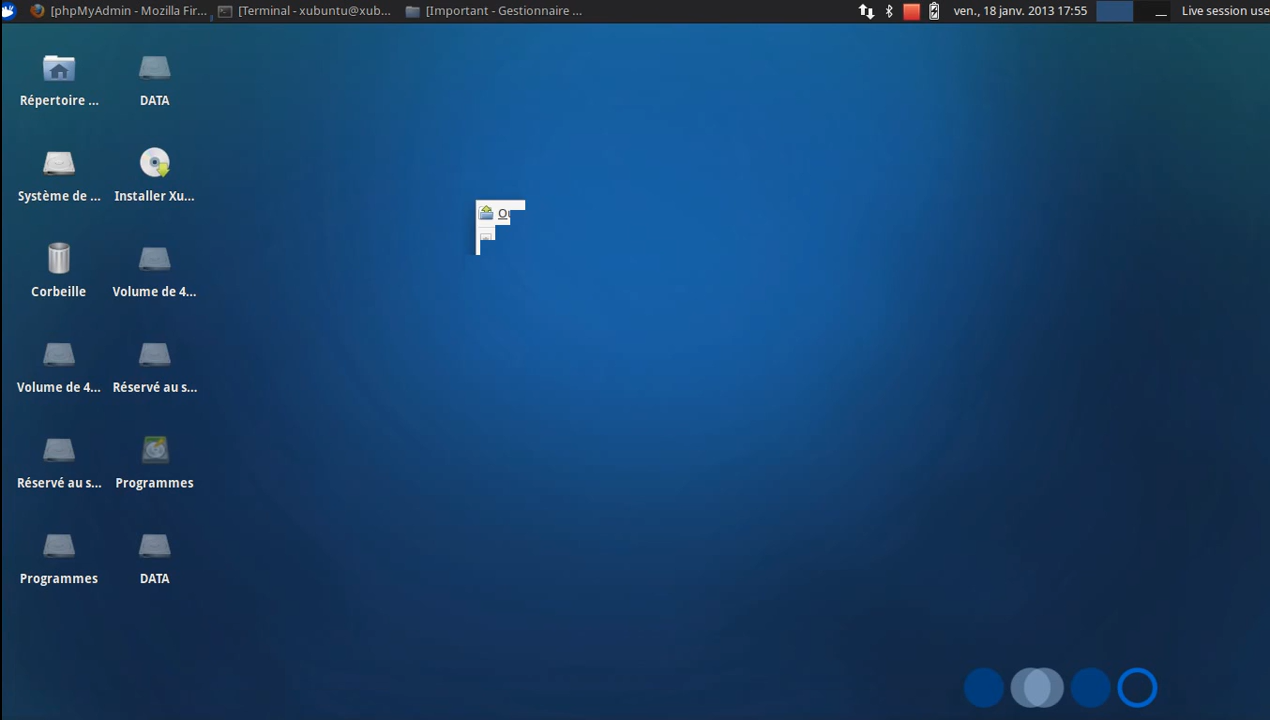 [phpMyAdmin - Mozilla Fir...
[Terminal - xubuntu@xub...
[Important - Gestionnaire ...
ven., 18 janv. 2013 17:55
Live session use
Répertoire ...
DATA
Système de ...
Installer Xu...
Corbeille
Volume de 4...
Volume de 4...
Réservé au s...
Réservé au s...
Programmes
Programmes
DATA